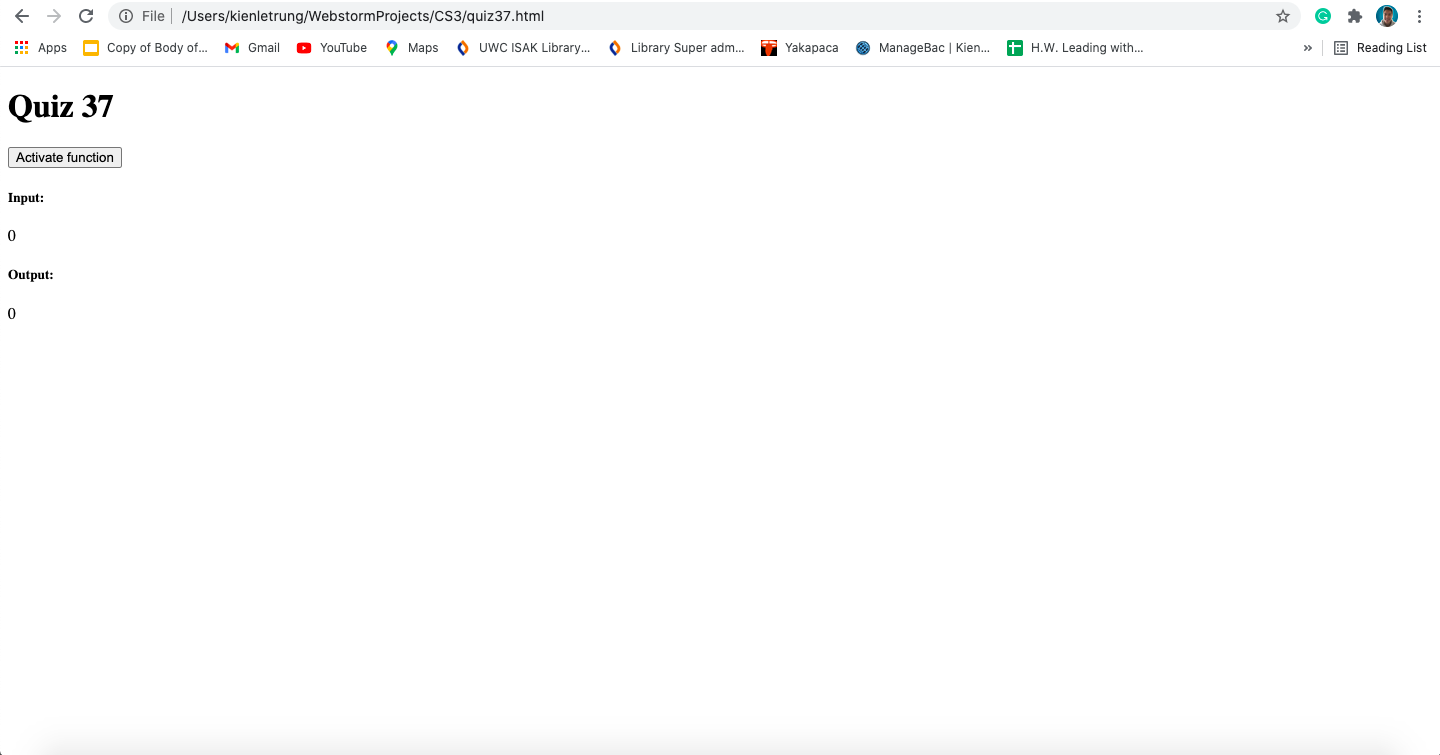 File /Users/kienletrung/WebstormProjects/CS3/quiz37.html
Apps Copy of Body of... Gmail YouTube Maps UWC ISAK Library... Library Super adm... Yakapaca ManageBac | Kien... H.W. Leading with... » Reading List
Quiz 37
Activate function
Input:
0
Output:
0